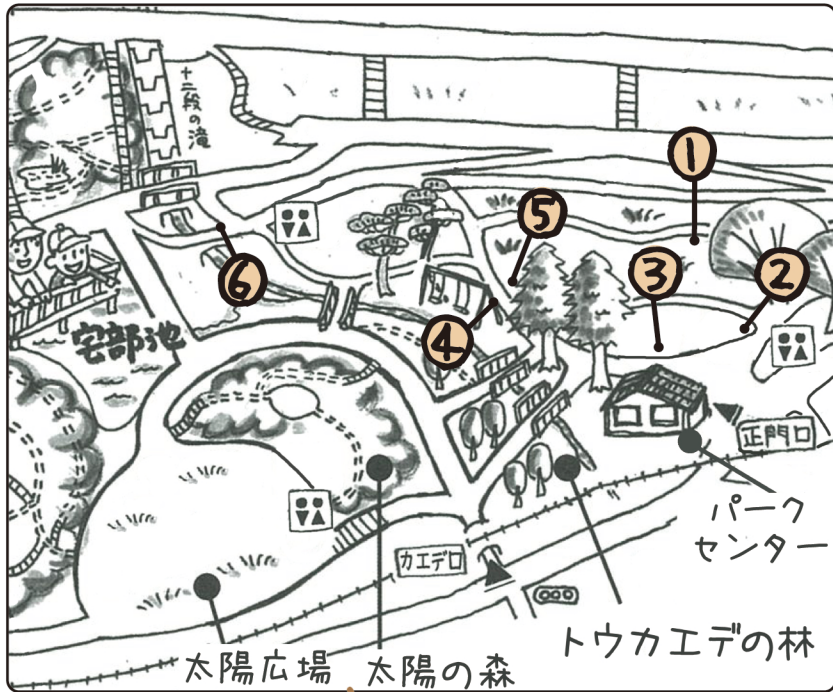 十二段の滝
①
⑤
③
②
⑥
④
宅部池
正門口
パーク
センター
カエデ口
トウカエデの林
太陽広場
太陽の森